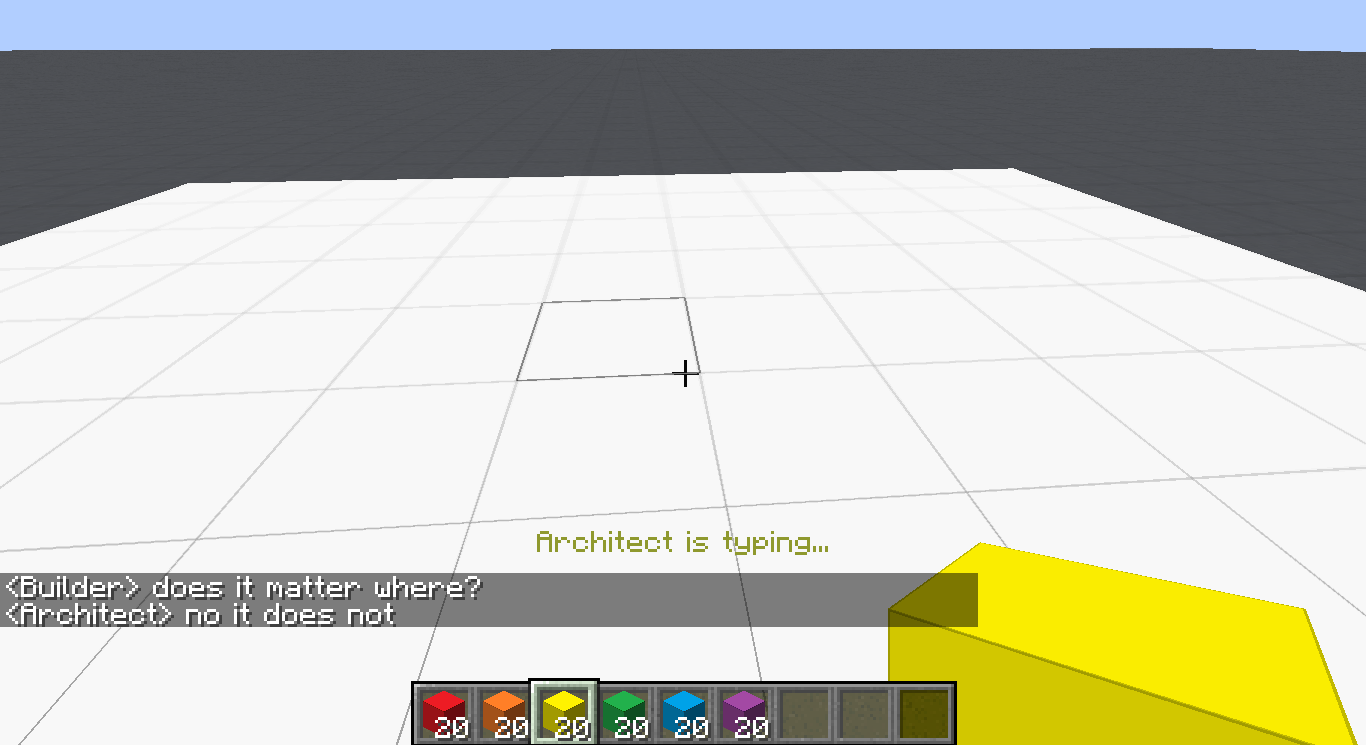 Architect is typing...
<Builder> does it matter where?
<Architect> no it does not
20 20 20 20 20 20